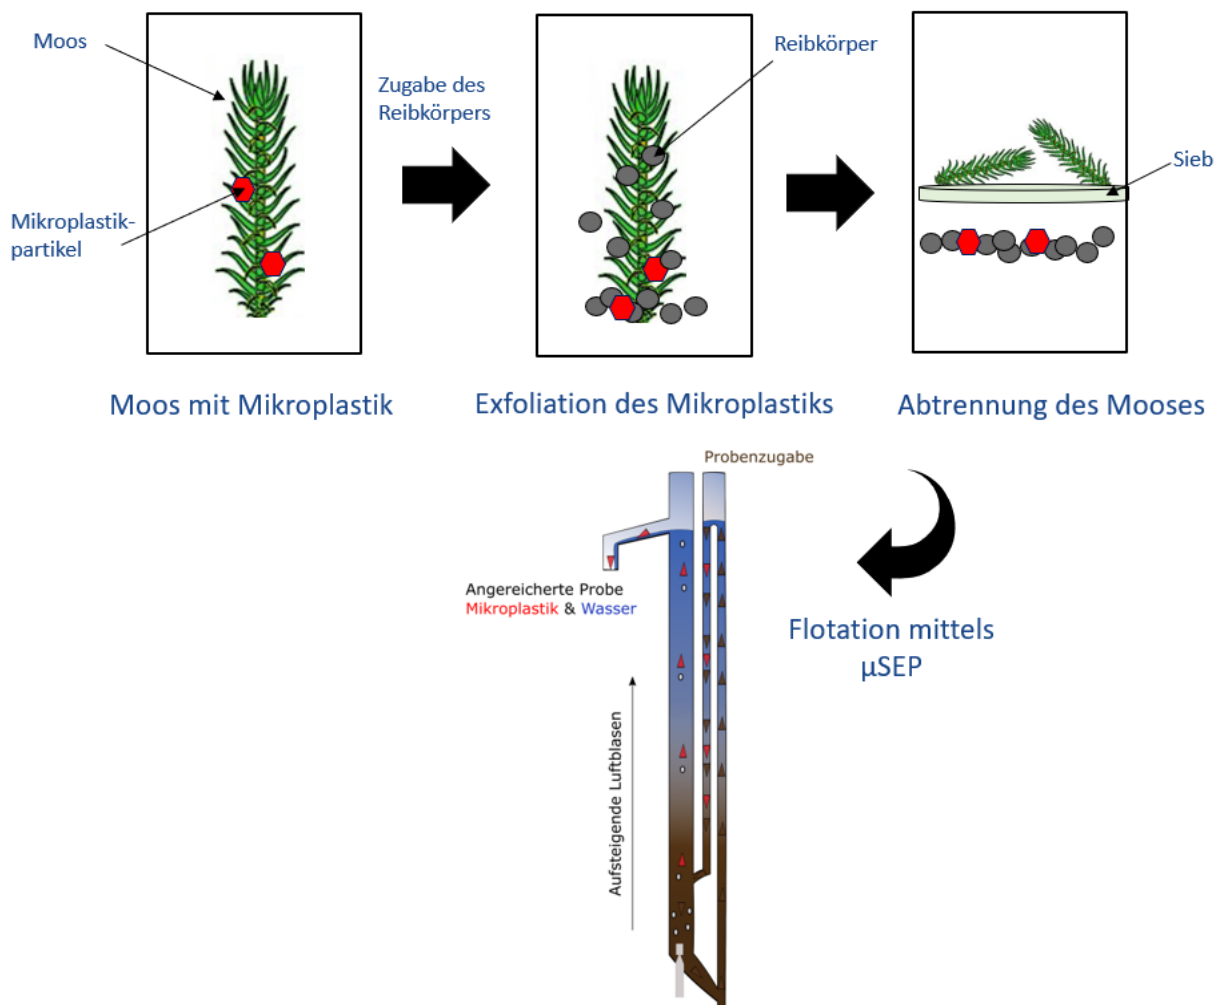 Moos
Mikroplastik-
partikel
Zugabe des
Reibkörpers
Reibkörper
Sieb
Moos mit Mikroplastik
Exfoliation des Mikroplastiks
Abtrennung des Mooses
Probenzugabe
Angereicherte Probe
Mikroplastik & Wasser
Aufsteigende Luftblasen
Flotation mittels
µSEP